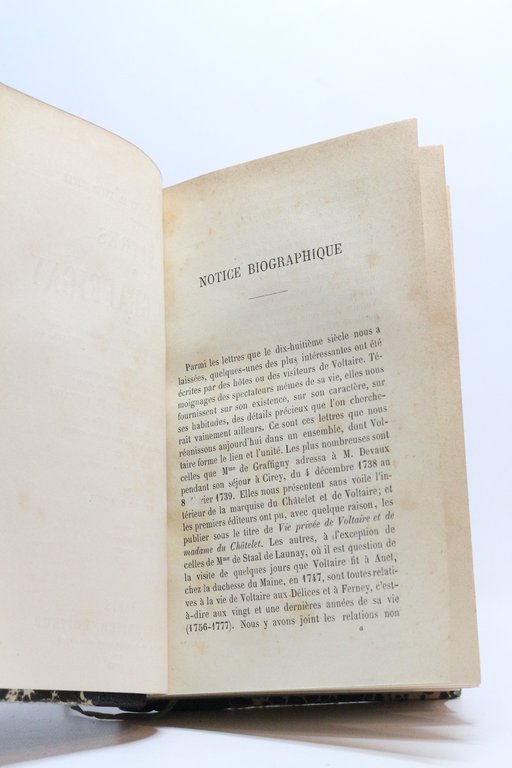 NOTICE BIOGRAPHIQUE
Parmi les lettres que le dix-huitième siècle nous a
laissées, quelques-unes des plus intéressantes ont été
écrites par des hôtes ou des visiteurs de Voltaire. Té-
moignages des spectateurs mêmes de sa vie, elles nous
fournissent sur son existence, sur son caractère, sur
ses habitudes, des détails précieux que l'on cherche-
rait vainement ailleurs. Ce sont ces lettres que nous
réunissons aujourd'hui dans un ensemble, dont Vol-
taire forme le lien et l'unité. Les plus nombreuses sont
celles que Mme de Graffigny adressa à M. Devaux
pendant son séjour à Cirey, du 4 décembre 1738 au
8 février 1739. Elles nous présentent sans voile l'in-
térieur de la marquise du Châtelet et de Voltaire; et
les premiers éditeurs ont pu, avec quelque raison, les
publier sous le titre de Vie privée de Voltaire et de
madame du Châtelet. Les autres, à l'exception de
celles de Mme de Staal de Launay, où il est question de
la visite de quelques jours que Voltaire fit à Anet,
chez la duchesse du Maine, en 1747, sont toutes relati-
ves à la vie de Voltaire aux Délices et à Ferney, c'est-
à-dire aux vingt et une dernières années de sa vie
(1756-1777). Nous y avons joint les relations non
a